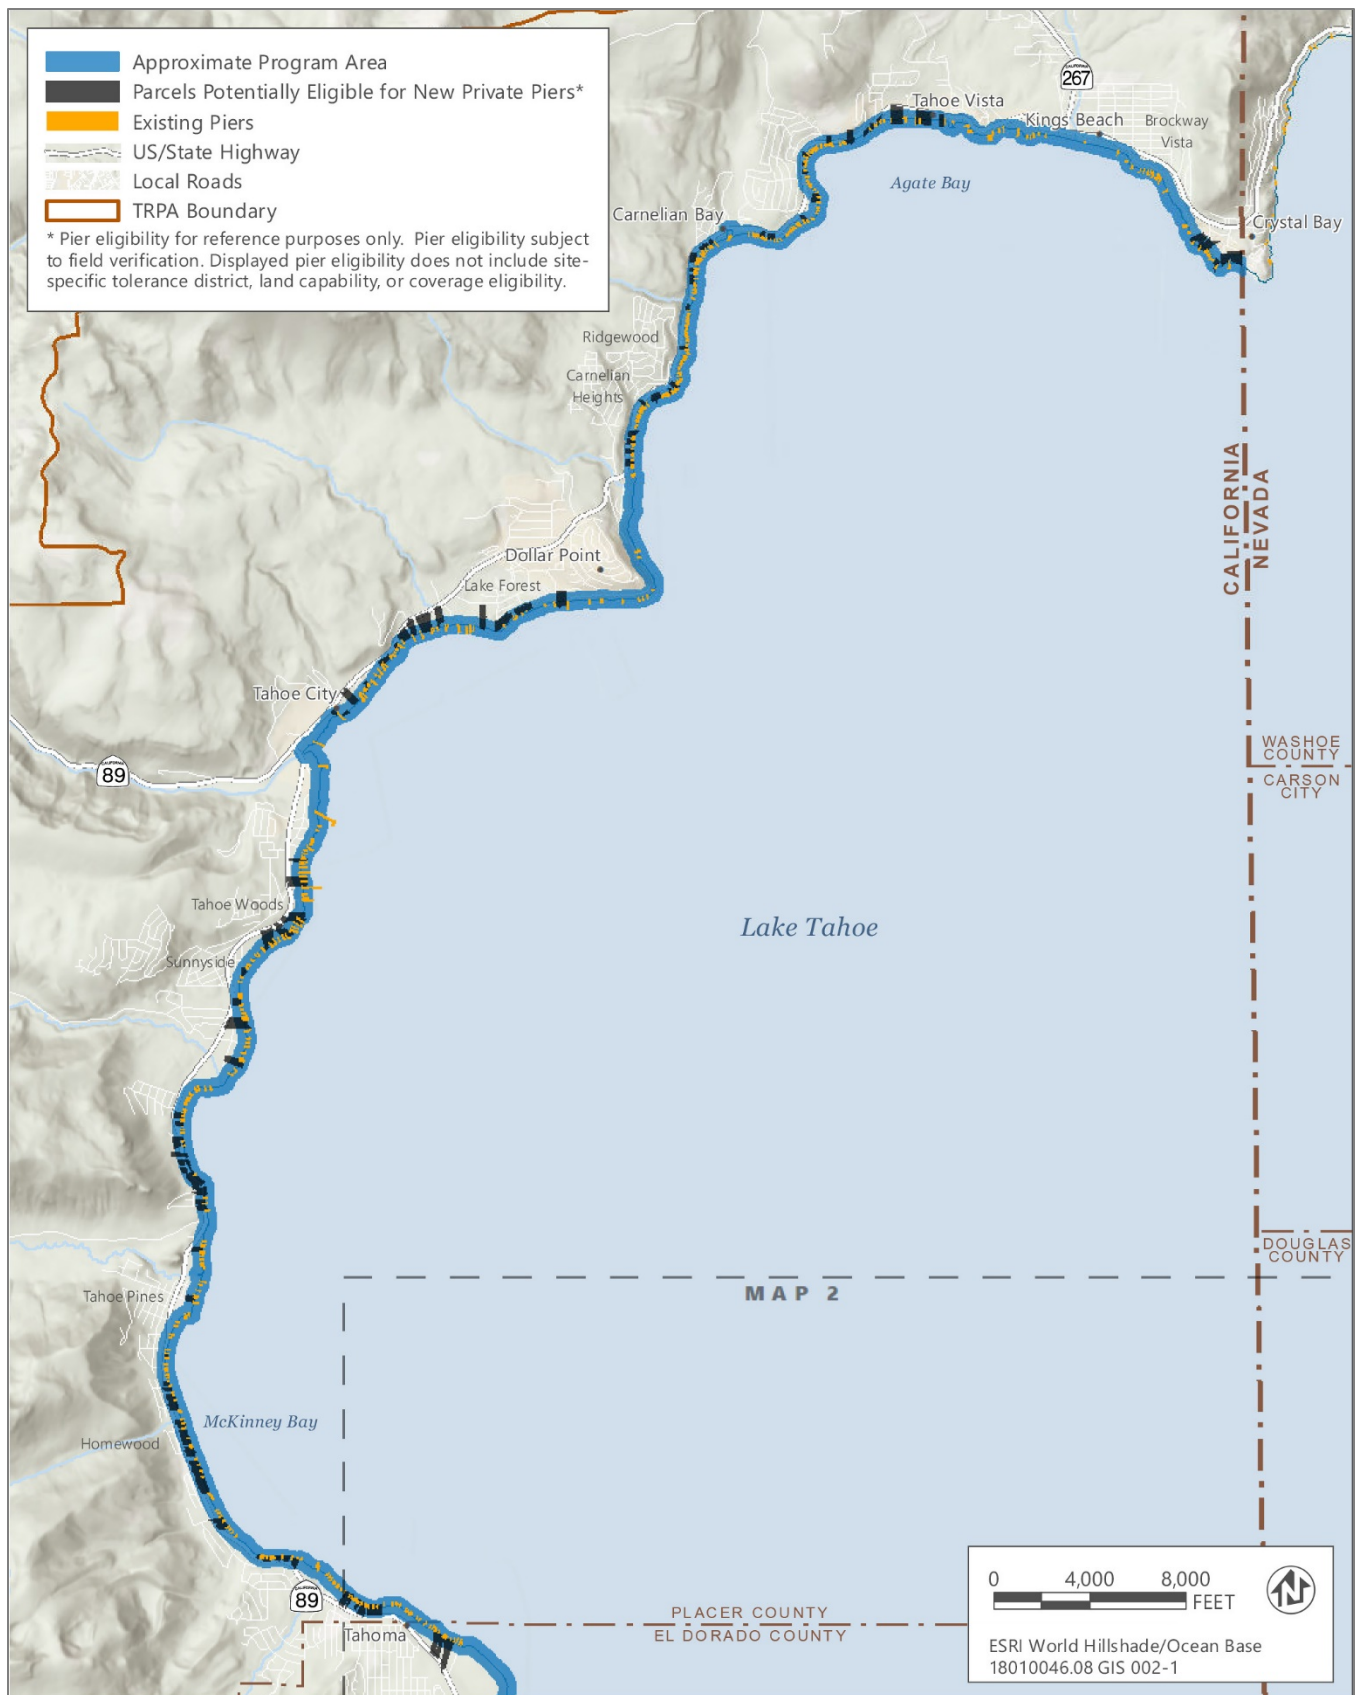 Approximate Program Area
Parcels Potentially Eligible for New Private Piers*
Existing Piers
US/State Highway
Local Roads
TRPA Boundary
* Pier eligibility for reference purposes only. Pier eligibility subject
to field verification. Displayed pier eligibility does not include site-
specific tolerance district, land capability, or coverage eligibility.
CALIFORNIA
267
Tahoe Vista
Kings Beach
Brockway
Vista
Agate Bay
Carnelian Bay
Crystal Bay
Ridgewood
Carnelian
Heights
CALIFORNIA
NEVADA
Dollar Point
Lake Forest
Tahoe City
WASHOE
COUNTY
CARSON
CITY
CALIFORNIA
89
Tahoe Woods
Lake Tahoe
Sunnyside
DOUGLAS
COUNTY
MAP 2
Tahoe Pines
McKinney Bay
Homewood
CALIFORNIA
89
PLACER COUNTY
EL DORADO COUNTY
Tahoma
0 4,000 8,000
FEET
N
ESRI World Hillshade/Ocean Base
18010046.08 GIS 002-1